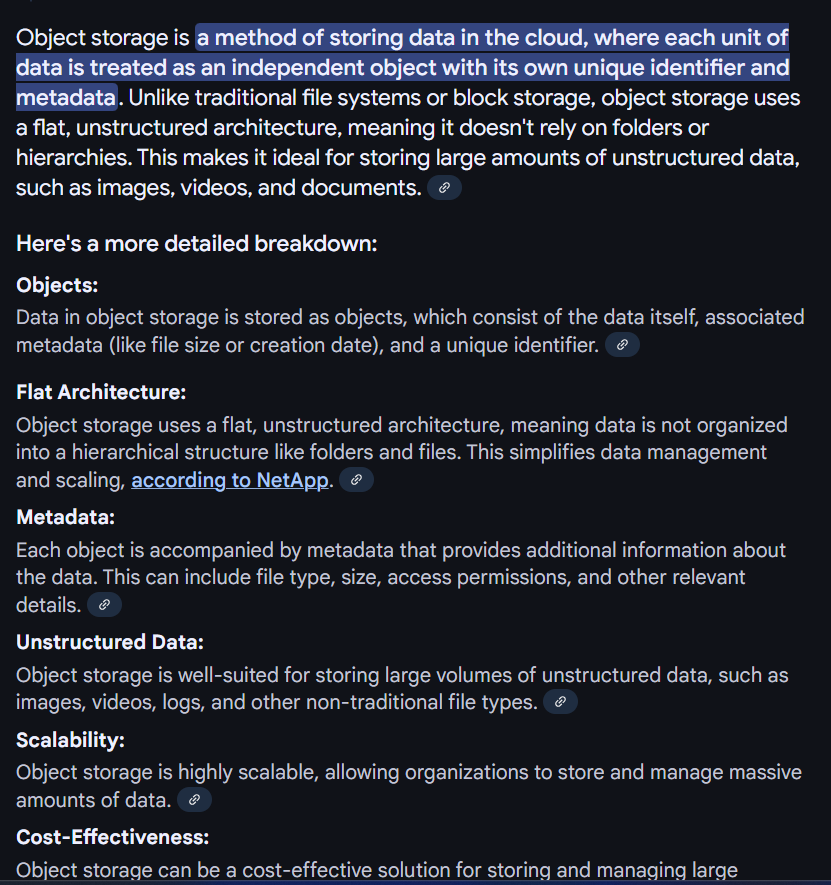 Object storage is a method of storing data in the cloud, where each unit of
data is treated as an independent object with its own unique identifier and
metadata. Unlike traditional file systems or block storage, object storage uses
a flat, unstructured architecture, meaning it doesn't rely on folders or
hierarchies. This makes it ideal for storing large amounts of unstructured data,
such as images, videos, and documents.
Here's a more detailed breakdown:
Objects:
Data in object storage is stored as objects, which consist of the data itself, associated
metadata (like file size or creation date), and a unique identifier.
Flat Architecture:
Object storage uses a flat, unstructured architecture, meaning data is not organized
into a hierarchical structure like folders and files. This simplifies data management
and scaling, according to NetApp.
Metadata:
Each object is accompanied by metadata that provides additional information about
the data. This can include file type, size, access permissions, and other relevant
details.
Unstructured Data:
Object storage is well-suited for storing large volumes of unstructured data, such as
images, videos, logs, and other non-traditional file types.
Scalability:
Object storage is highly scalable, allowing organizations to store and manage massive
amounts of data.
Cost-Effectiveness:
Object storage can be a cost-effective solution for storing and managing large